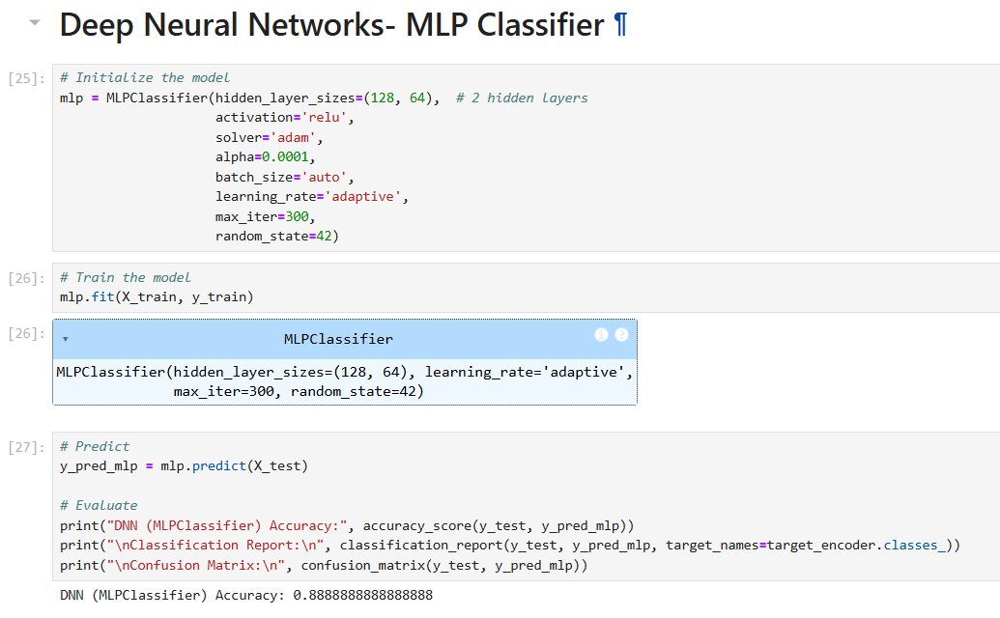 Deep Neural Networks- MLP Classifier ¶
[25]:
# Initialize the model
mlp = MLPClassifier(hidden_layer_sizes=(128, 64),  # 2 hidden layers
                    activation='relu',
                    solver='adam',
                    alpha=0.0001,
                    batch_size='auto',
                    learning_rate='adaptive',
                    max_iter=300,
                    random_state=42)
[26]:
# Train the model
mlp.fit(X_train, y_train)
[26]:
MLPClassifier
MLPClassifier(hidden_layer_sizes=(128, 64), learning_rate='adaptive',
              max_iter=300, random_state=42)
[27]:
# Predict
y_pred_mlp = mlp.predict(X_test)
# Evaluate
print("DNN (MLPClassifier) Accuracy:", accuracy_score(y_test, y_pred_mlp))
print("\nClassification Report:\n", classification_report(y_test, y_pred_mlp, target_names=target_encoder.classes_))
print("\nConfusion Matrix:\n", confusion_matrix(y_test, y_pred_mlp))
DNN (MLPClassifier) Accuracy: 0.8888888888888888